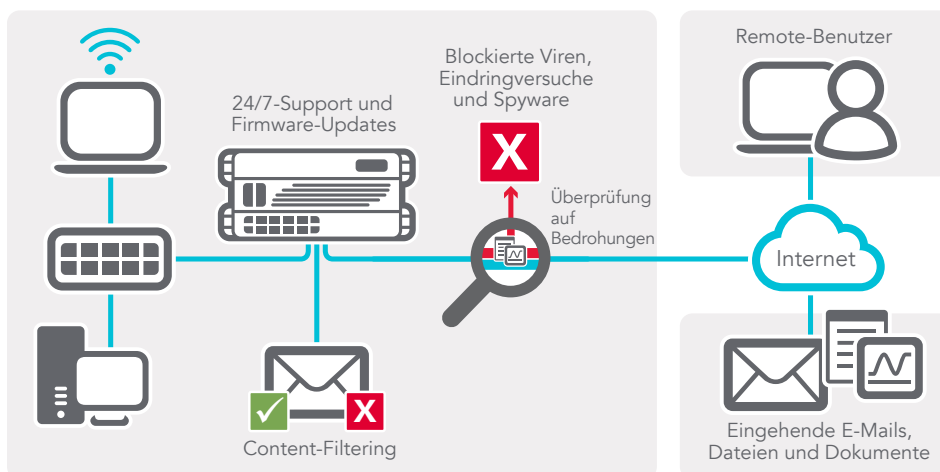 24/7-Support und
Firmware-Updates
Blockierte Viren,
Eindringversuche
und Spyware
X
Überprüfung
auf
Bedrohungen
X
Content-Filtering
Remote-Benutzer
Internet
Eingehende E-Mails,
Dateien und Dokumente